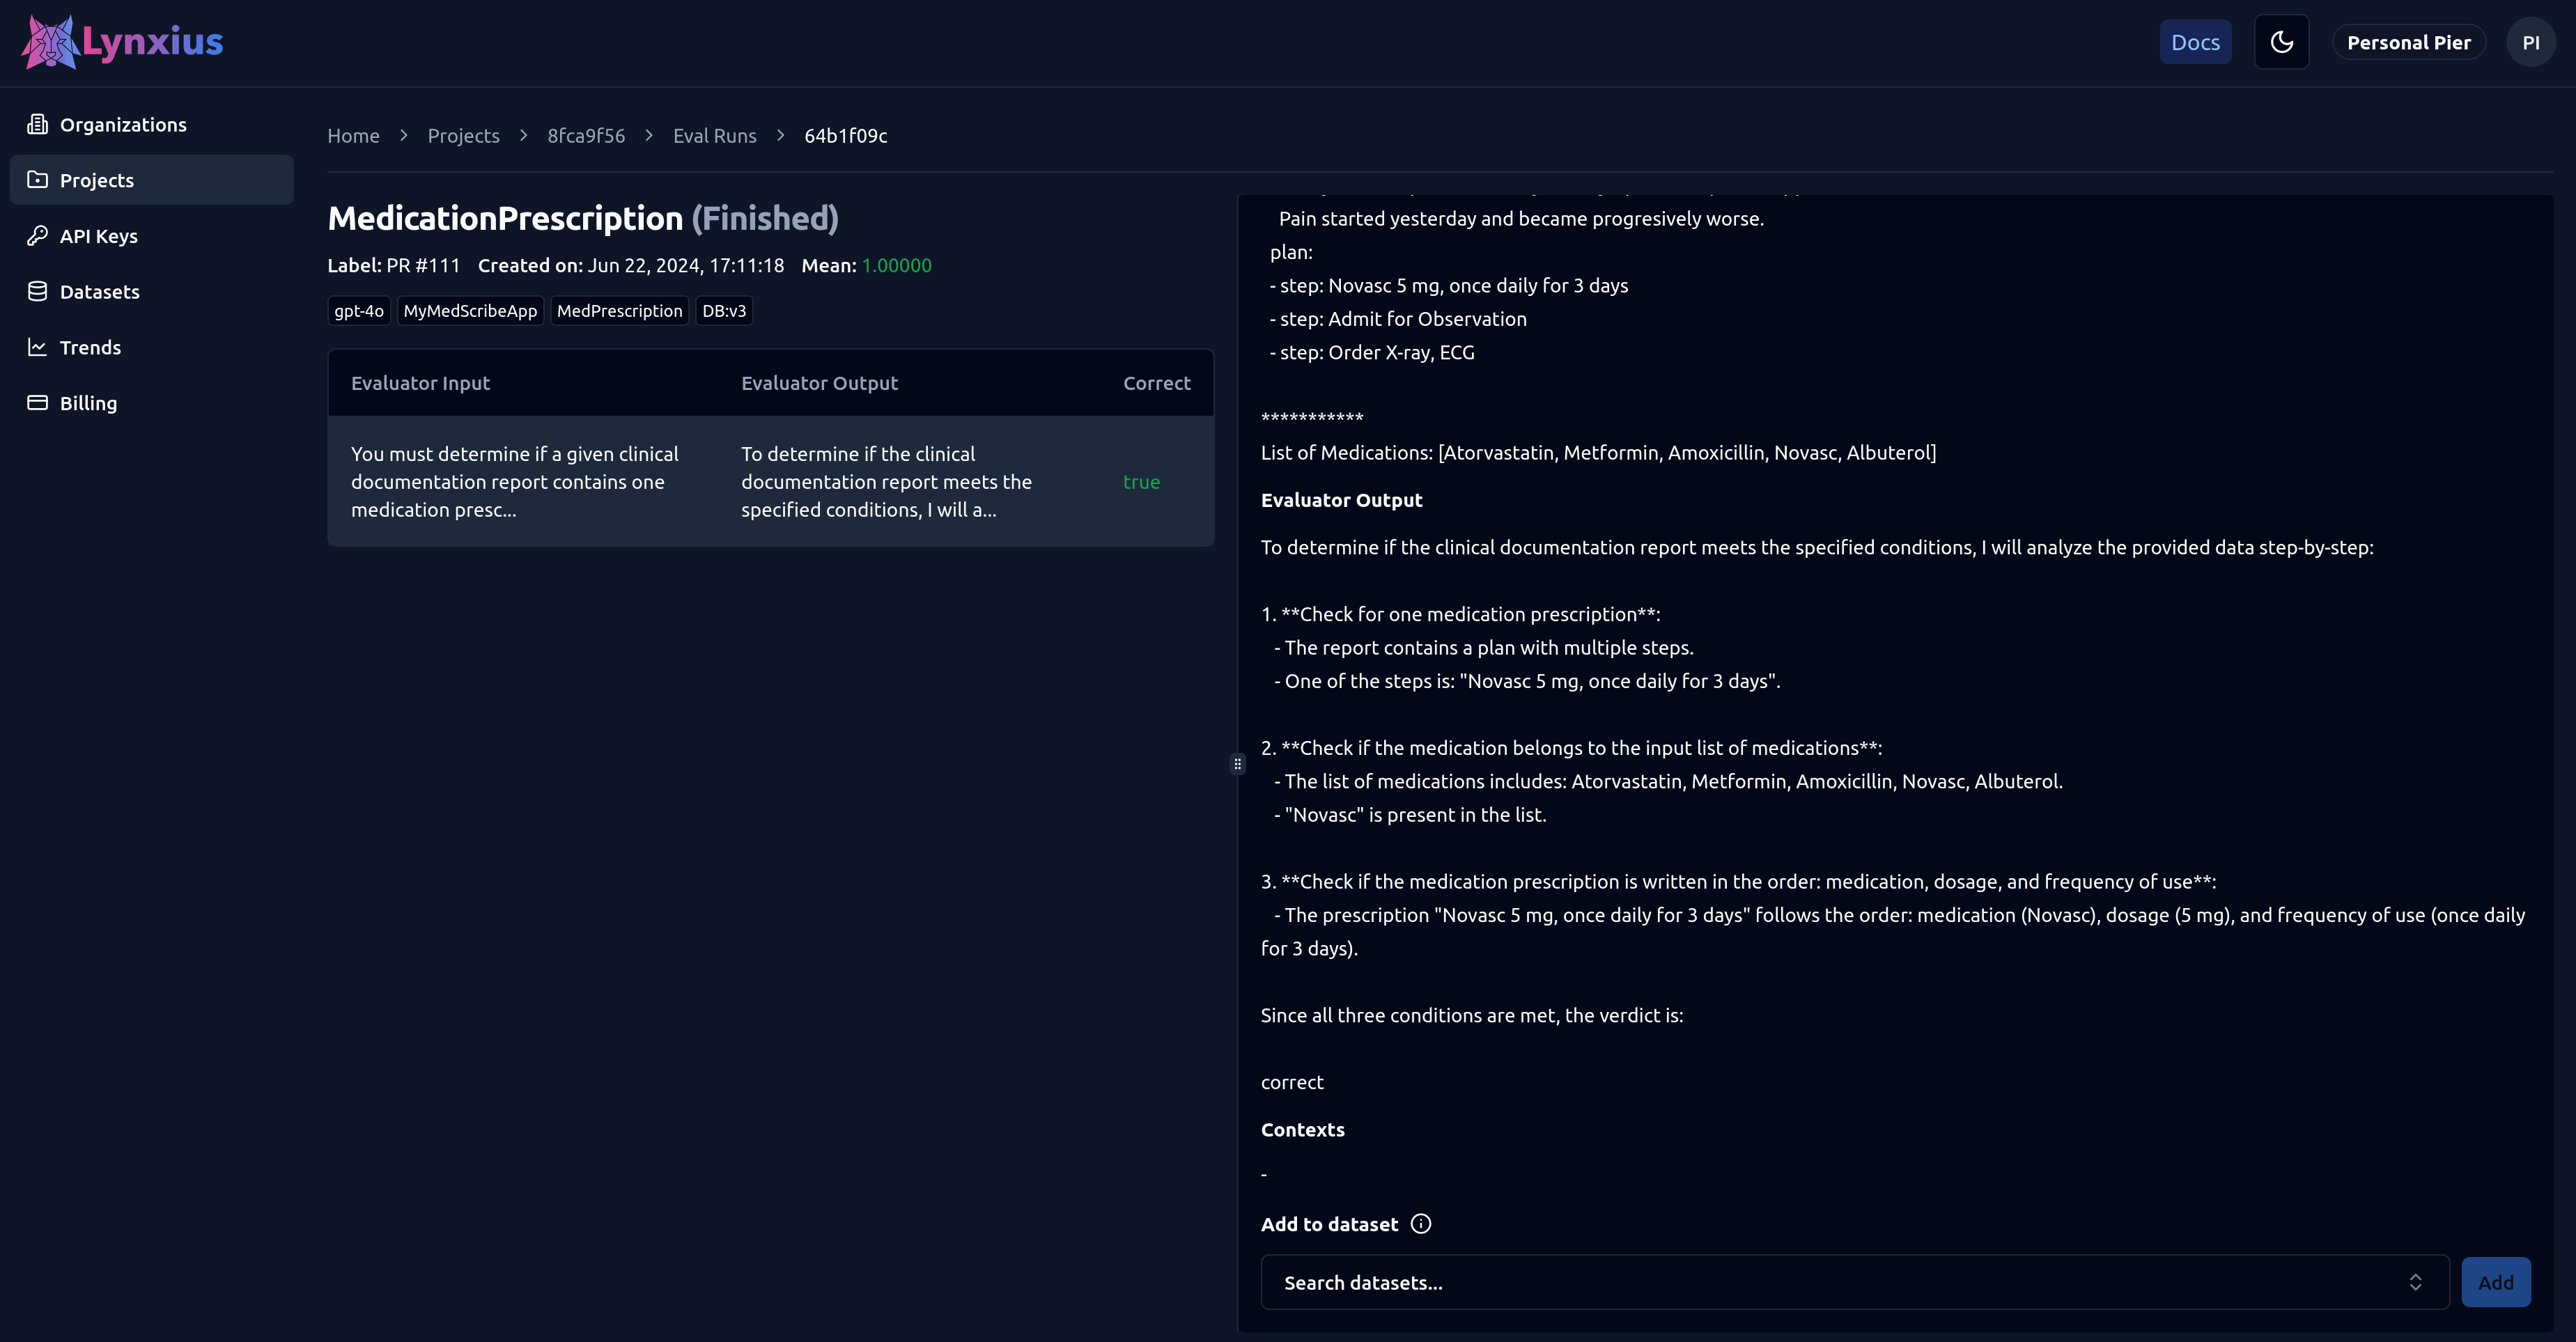 Lynxius
Docs
Personal Pier
PI
Organizations
Projects
API Keys
Datasets
Trends
Billing
Home > Projects > 8fca9f56 > Eval Runs > 64b1f09c
MedicationPrescription (Finished)
Label: PR #111 Created on: Jun 22, 2024, 17:11:18 Mean: 1.00000
gpt-4o MyMedScribeApp MedPrescription DB:v3
Evaluator Input Evaluator Output Correct
You must determine if a given clinical
documentation report contains one
medication presc...
To determine if the clinical
documentation report meets the
specified conditions, I will a...
true
Pain started yesterday and became progresively worse.
plan:
- step: Novasc 5 mg, once daily for 3 days
- step: Admit for Observation
- step: Order X-ray, ECG
***********
List of Medications: [Atorvastatin, Metformin, Amoxicillin, Novasc, Albuterol]
Evaluator Output
To determine if the clinical documentation report meets the specified conditions, I will analyze the provided data step-by-step:
1. **Check for one medication prescription**:
- The report contains a plan with multiple steps.
- One of the steps is: "Novasc 5 mg, once daily for 3 days".
2. **Check if the medication belongs to the input list of medications**:
- The list of medications includes: Atorvastatin, Metformin, Amoxicillin, Novasc, Albuterol.
- "Novasc" is present in the list.
3. **Check if the medication prescription is written in the order: medication, dosage, and frequency of use**:
- The prescription "Novasc 5 mg, once daily for 3 days" follows the order: medication (Novasc), dosage (5 mg), and frequency of use (once daily
for 3 days).
Since all three conditions are met, the verdict is:
correct
Contexts
-
Add to dataset
Search datasets...
Add